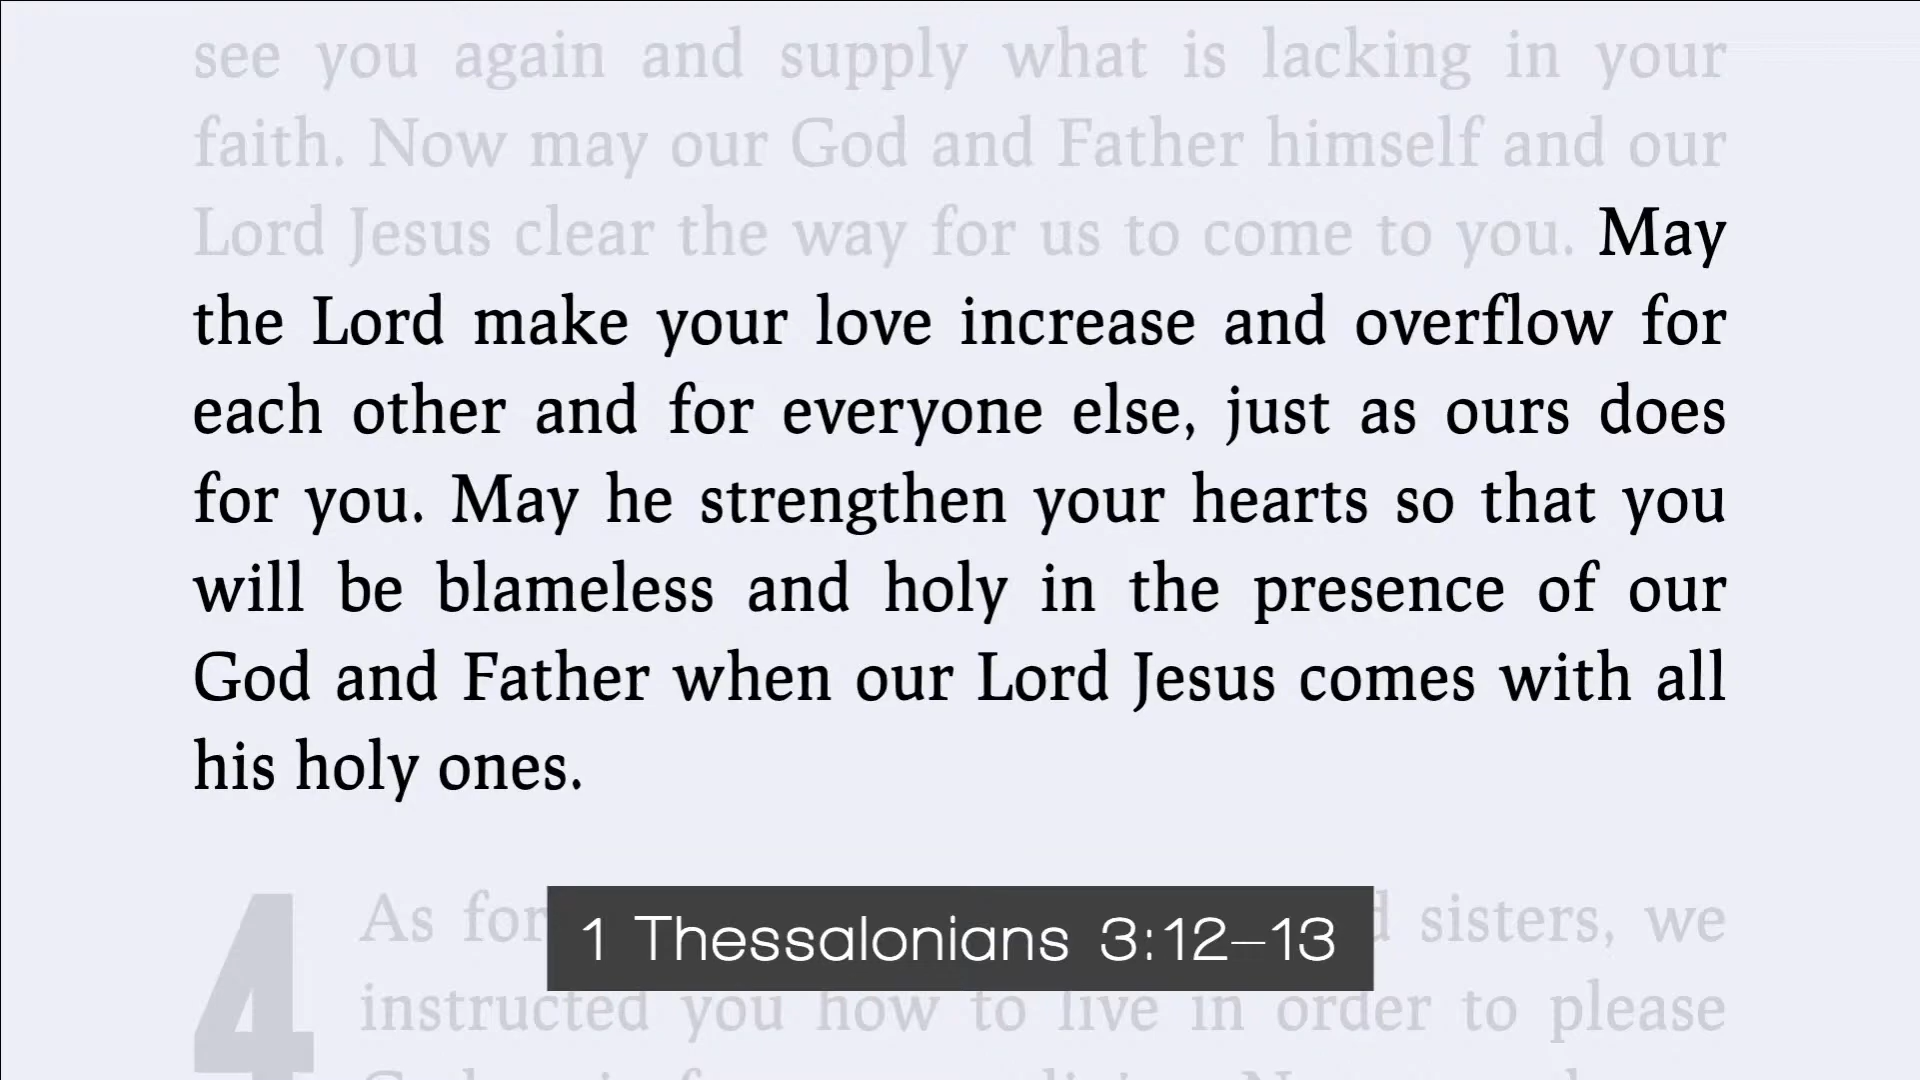 see you again and supply what is lacking in your
faith. Now may our God and Father himself and our
Lord Jesus clear the way for us to come to you. May
the Lord make your love increase and overflow for
each other and for everyone else, just as ours does
for you. May he strengthen your hearts so that you
will be blameless and holy in the presence of our
God and Father when our Lord Jesus comes with all
his holy ones.
4 As for sisters, we
1 Thessalonians 3:12–13
instructed you how to live in order to please